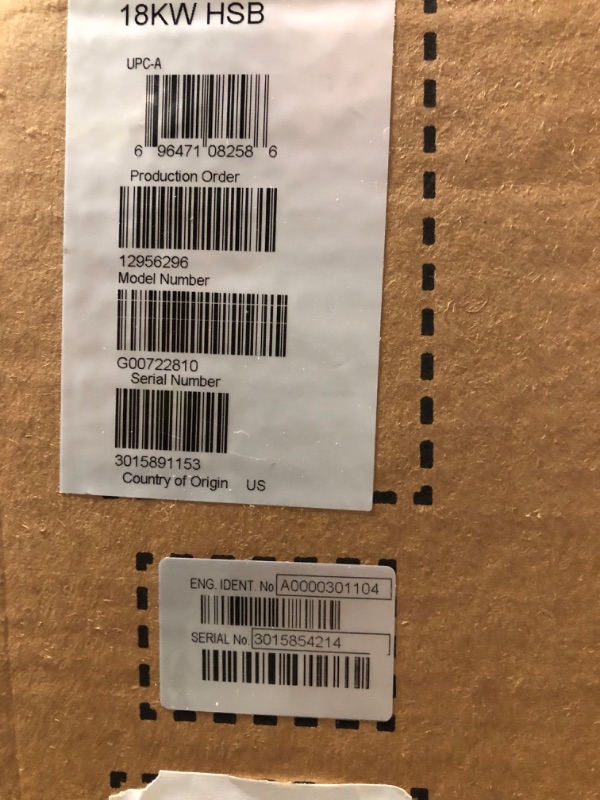 18KW HSB
UPC-A
6 96471 08258 6
Production Order
12956296
Model Number
G00722810
Serial Number
3015891153
Country of Origin US
ENG. IDENT. No A0000301104
SERIAL No. 3015854214